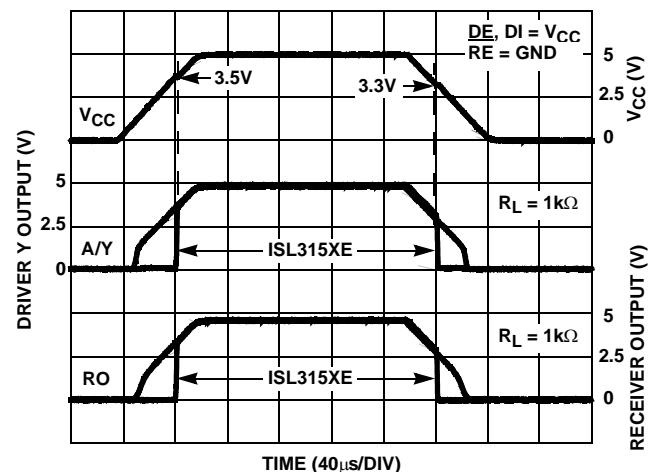 DE, DI = VCC
RE = GND
5
3.5V
3.3V
2.5
VCC
0
VCC (V)
DRIVER Y OUTPUT (V)
5
RL = 1kΩ
2.5
A/Y
ISL315XE
0
RECEIVER OUTPUT (V)
5
RL = 1kΩ
2.5
RO
ISL315XE
0
TIME (40μs/DIV)